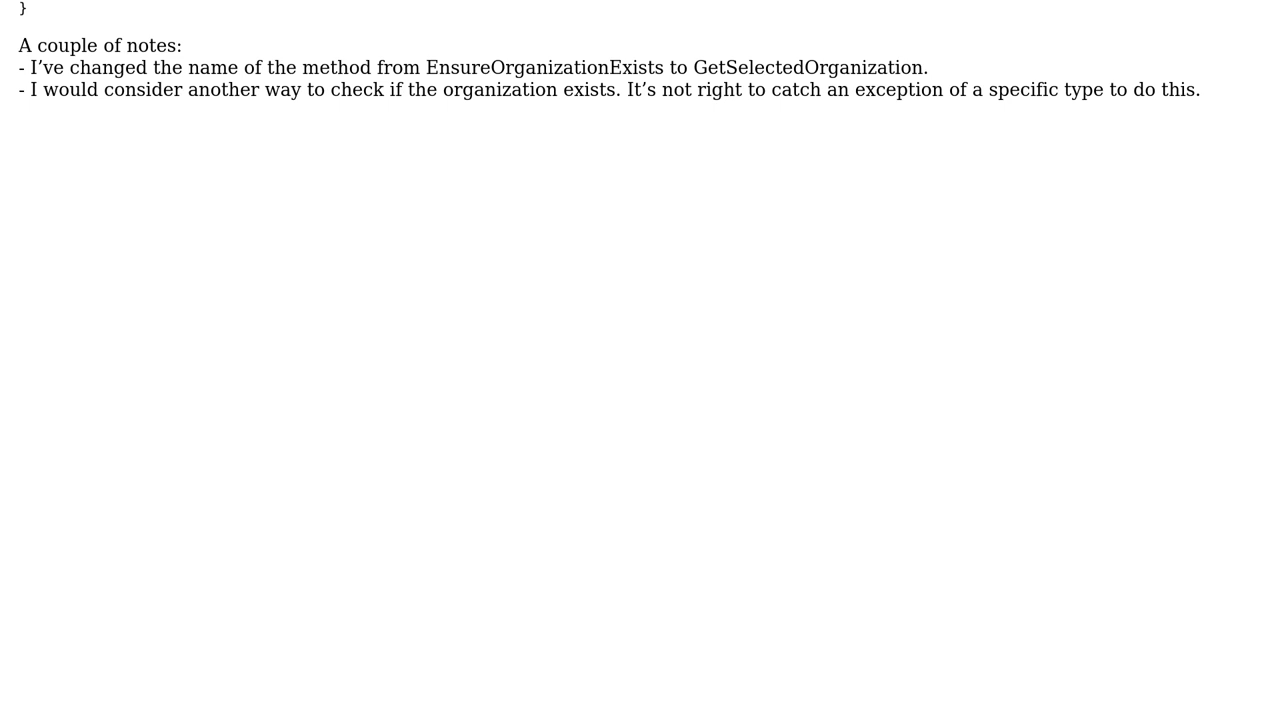 }
A couple of notes:
- I’ve changed the name of the method from EnsureOrganizationExists to GetSelectedOrganization.
- I would consider another way to check if the organization exists. It’s not right to catch an exception of a specific type to do this.